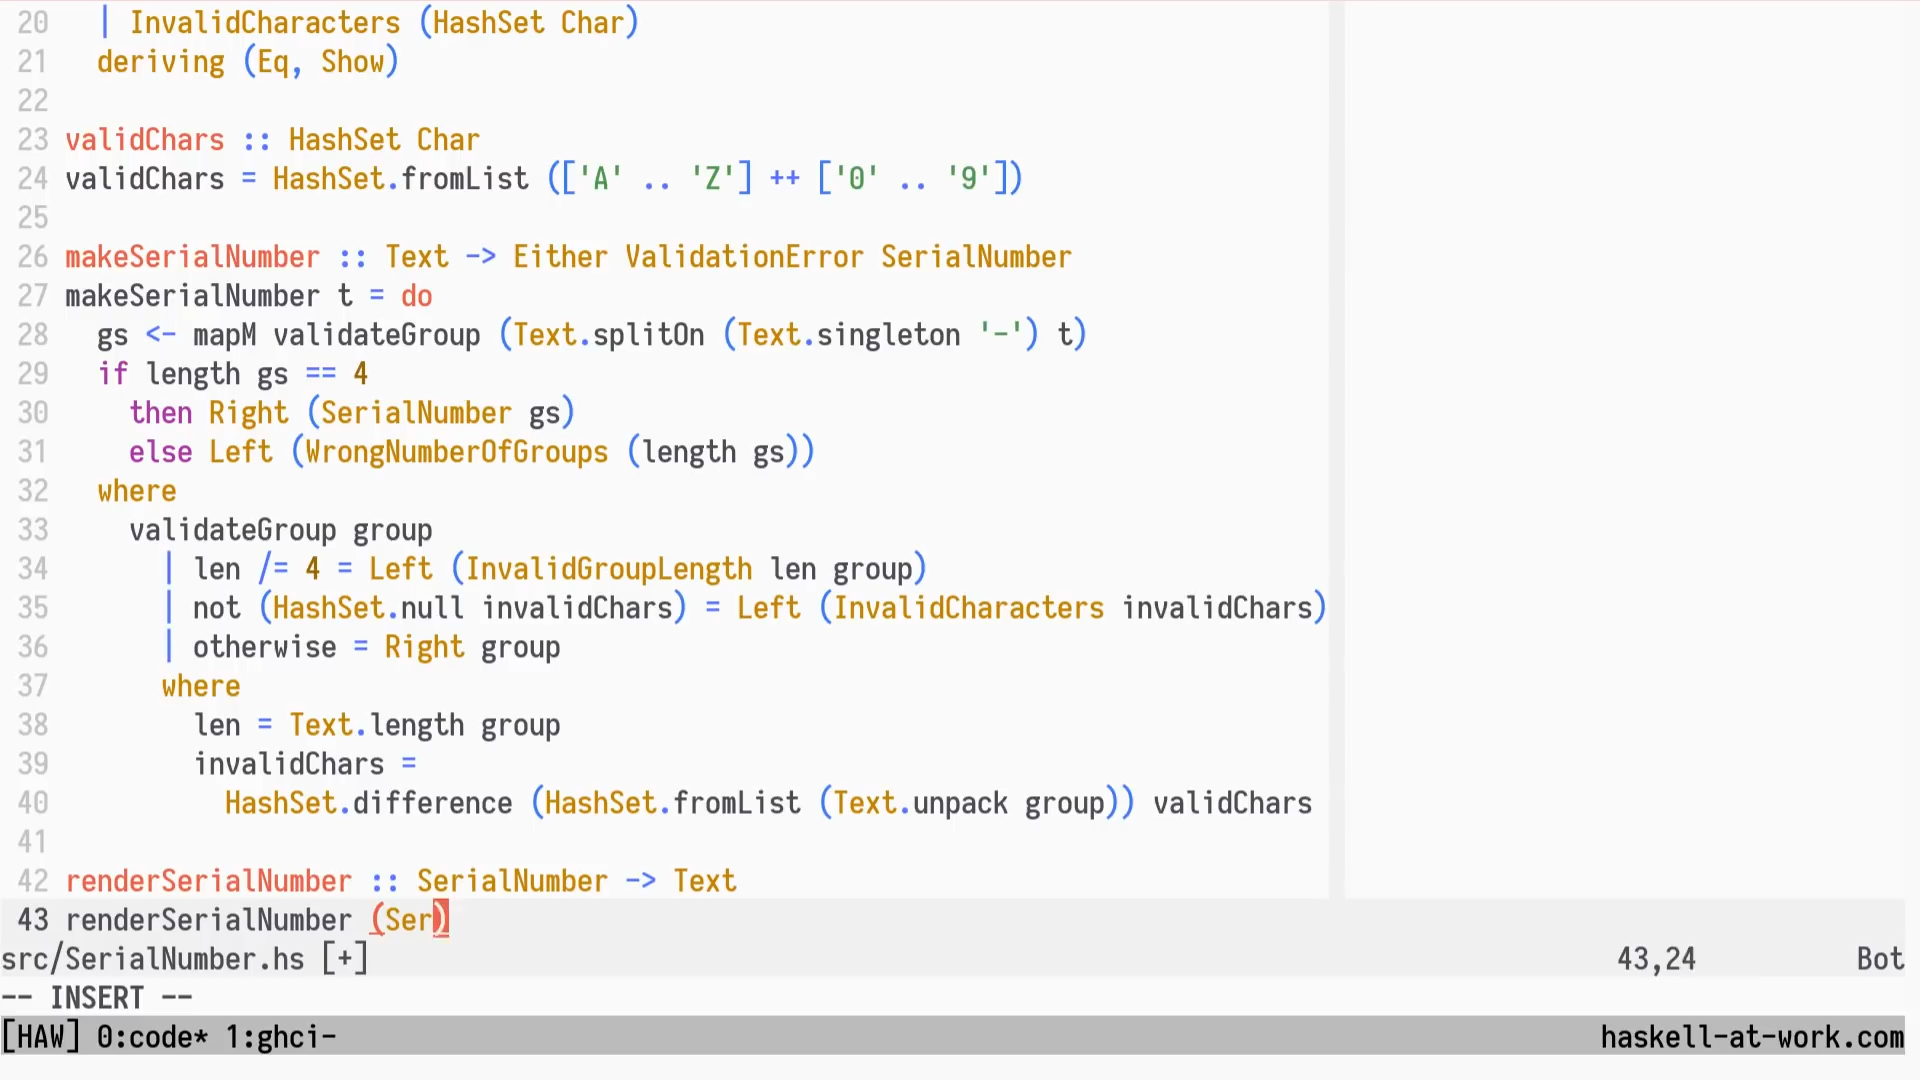 20   | InvalidCharacters (HashSet Char)
21   deriving (Eq, Show)
22
23 validChars :: HashSet Char
24 validChars = HashSet.fromList (['A' .. 'Z'] ++ ['0' .. '9'])
25
26 makeSerialNumber :: Text -> Either ValidationError SerialNumber
27 makeSerialNumber t = do
28   gs <- mapM validateGroup (Text.splitOn (Text.singleton '-') t)
29   if length gs == 4
30     then Right (SerialNumber gs)
31     else Left (WrongNumberOfGroups (length gs))
32   where
33     validateGroup group
34       | len /= 4 = Left (InvalidGroupLength len group)
35       | not (HashSet.null invalidChars) = Left (InvalidCharacters invalidChars)
36       | otherwise = Right group
37       where
38         len = Text.length group
39         invalidChars =
40           HashSet.difference (HashSet.fromList (Text.unpack group)) validChars
41
42 renderSerialNumber :: SerialNumber -> Text
43 renderSerialNumber (Ser)
src/SerialNumber.hs [+] 43,24 Bot
-- INSERT --
[HAW] 0:code* 1:ghci- haskell-at-work.com